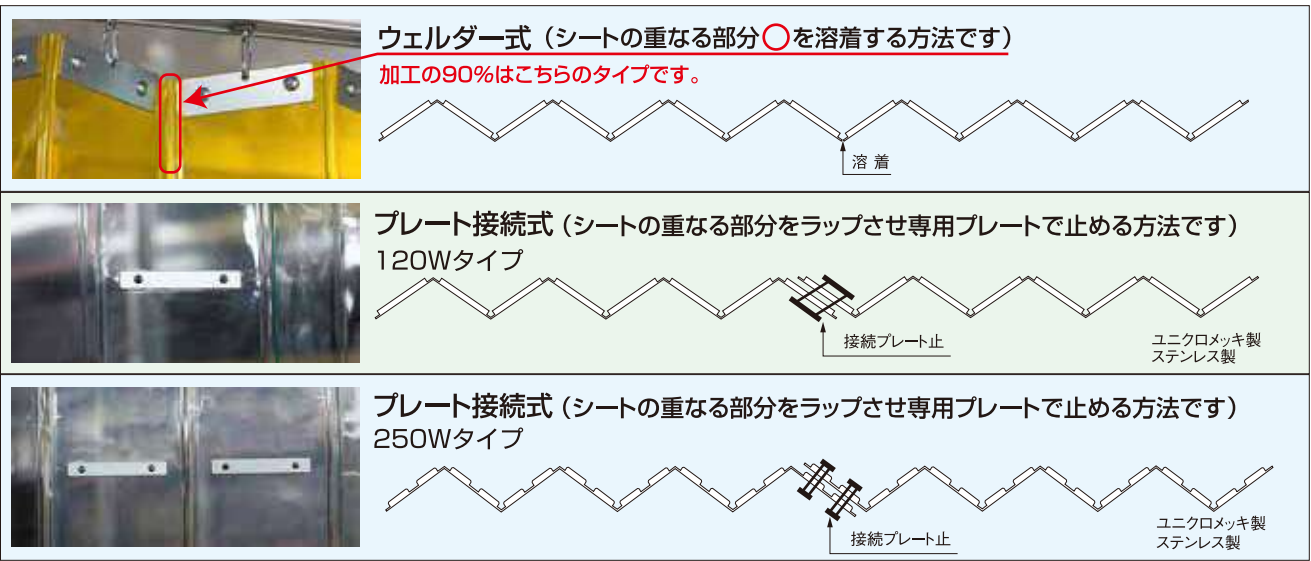 ウェルダー式（シートの重なる部分○を溶着する方法です）
加工の90%はこちらのタイプです。
溶着
プレート接続式（シートの重なる部分をラップさせ専用プレートで止める方法です）
120Wタイプ
接続プレート止
ユニクロメッキ製
ステンレス製
プレート接続式（シートの重なる部分をラップさせ専用プレートで止める方法です）
250Wタイプ
接続プレート止
ユニクロメッキ製
ステンレス製